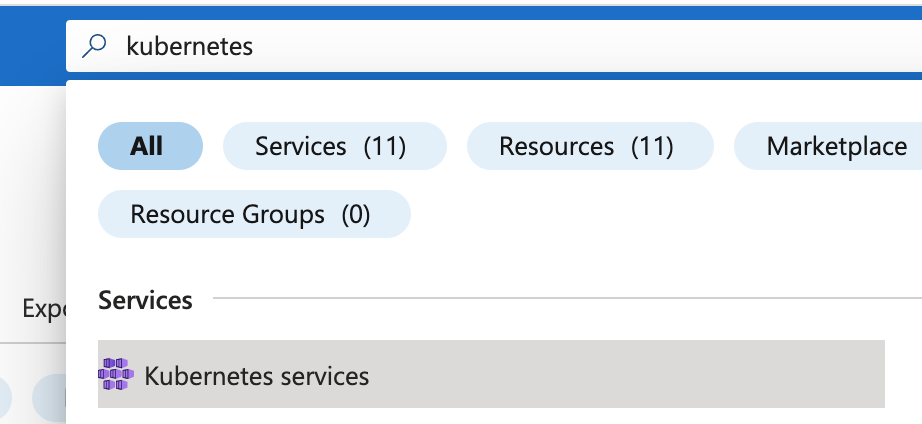 kubernetes
All Services (11) Resources (11) Marketplace
Resource Groups (0)
Services
Kubernetes services